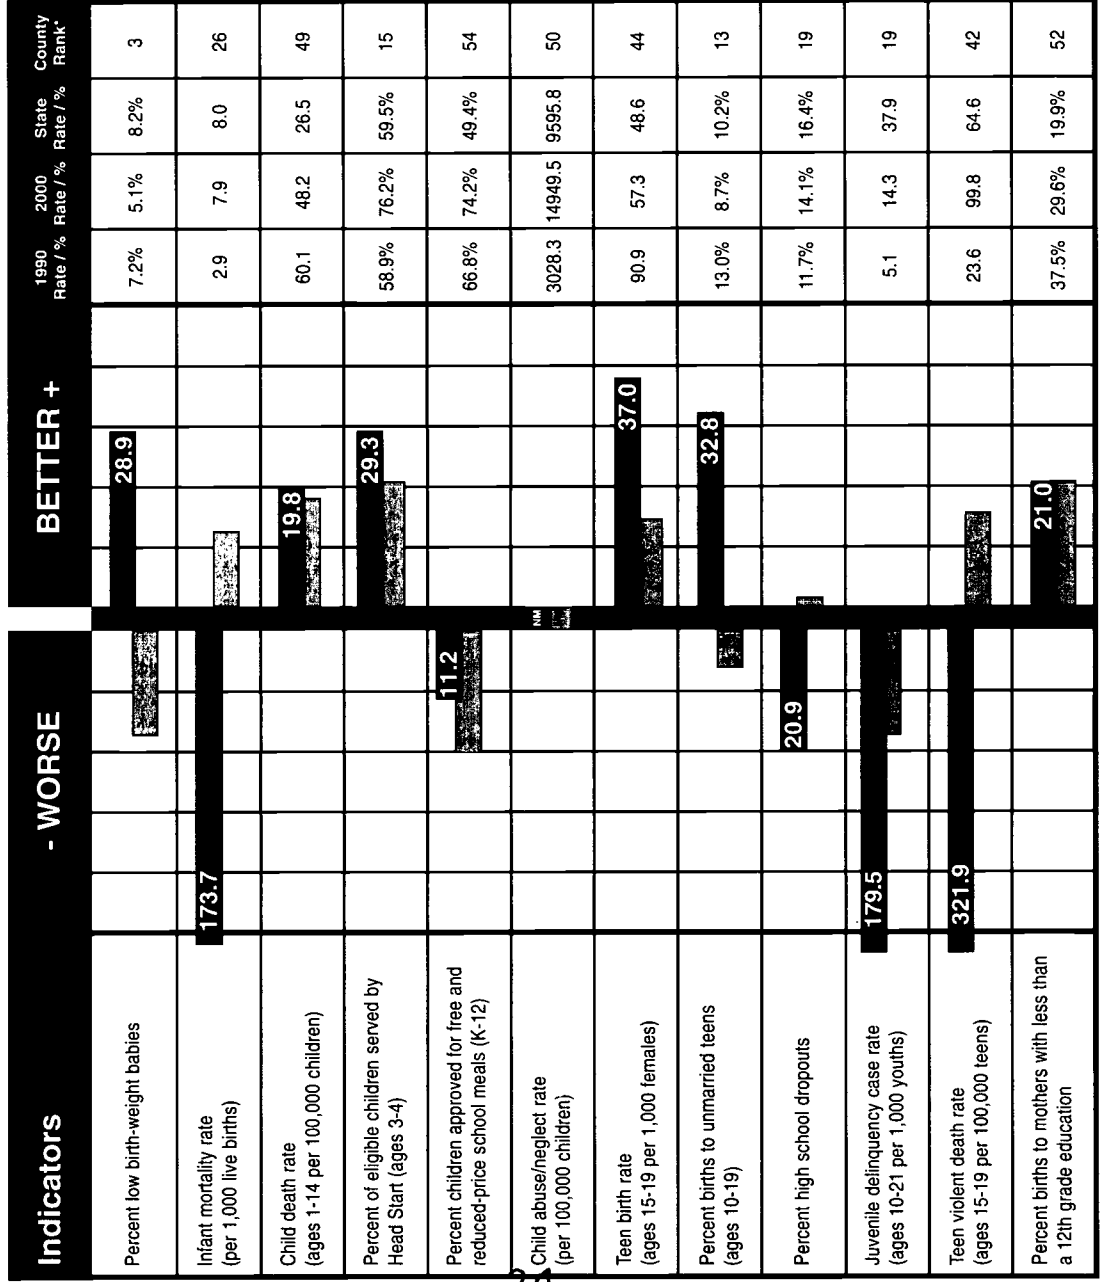 Indicators
- WORSE
BETTER +
1990
Rate / %
2000
Rate / %
State
Rate / %
County
Rank*
Percent low birth-weight babies
28.9
7.2%
5.1%
8.2%
3
Infant mortality rate
(per 1,000 live births)
173.7
2.9
7.9
8.0
26
Child death rate
(ages 1-14 per 100,000 children)
19.8
60.1
48.2
26.5
49
Percent of eligible children served by
Head Start (ages 3-4)
29.3
58.9%
76.2%
59.5%
15
Percent children approved for free and
reduced-price school meals (K-12)
11.2
66.8%
74.2%
49.4%
54
Child abuse/neglect rate
(per 100,000 children)
NM
3028.3
14949.5
9595.8
50
Teen birth rate
(ages 15-19 per 1,000 females)
37.0
90.9
57.3
48.6
44
Percent births to unmarried teens
(ages 10-19)
32.8
13.0%
8.7%
10.2%
13
Percent high school dropouts
20.9
11.7%
14.1%
16.4%
19
Juvenile delinquency case rate
(ages 10-21 per 1,000 youths)
179.5
5.1
14.3
37.9
19
Teen violent death rate
(ages 15-19 per 100,000 teens)
321.9
23.6
99.8
64.6
42
Percent births to mothers with less than
a 12th grade education
21.0
37.5%
29.6%
19.9%
52